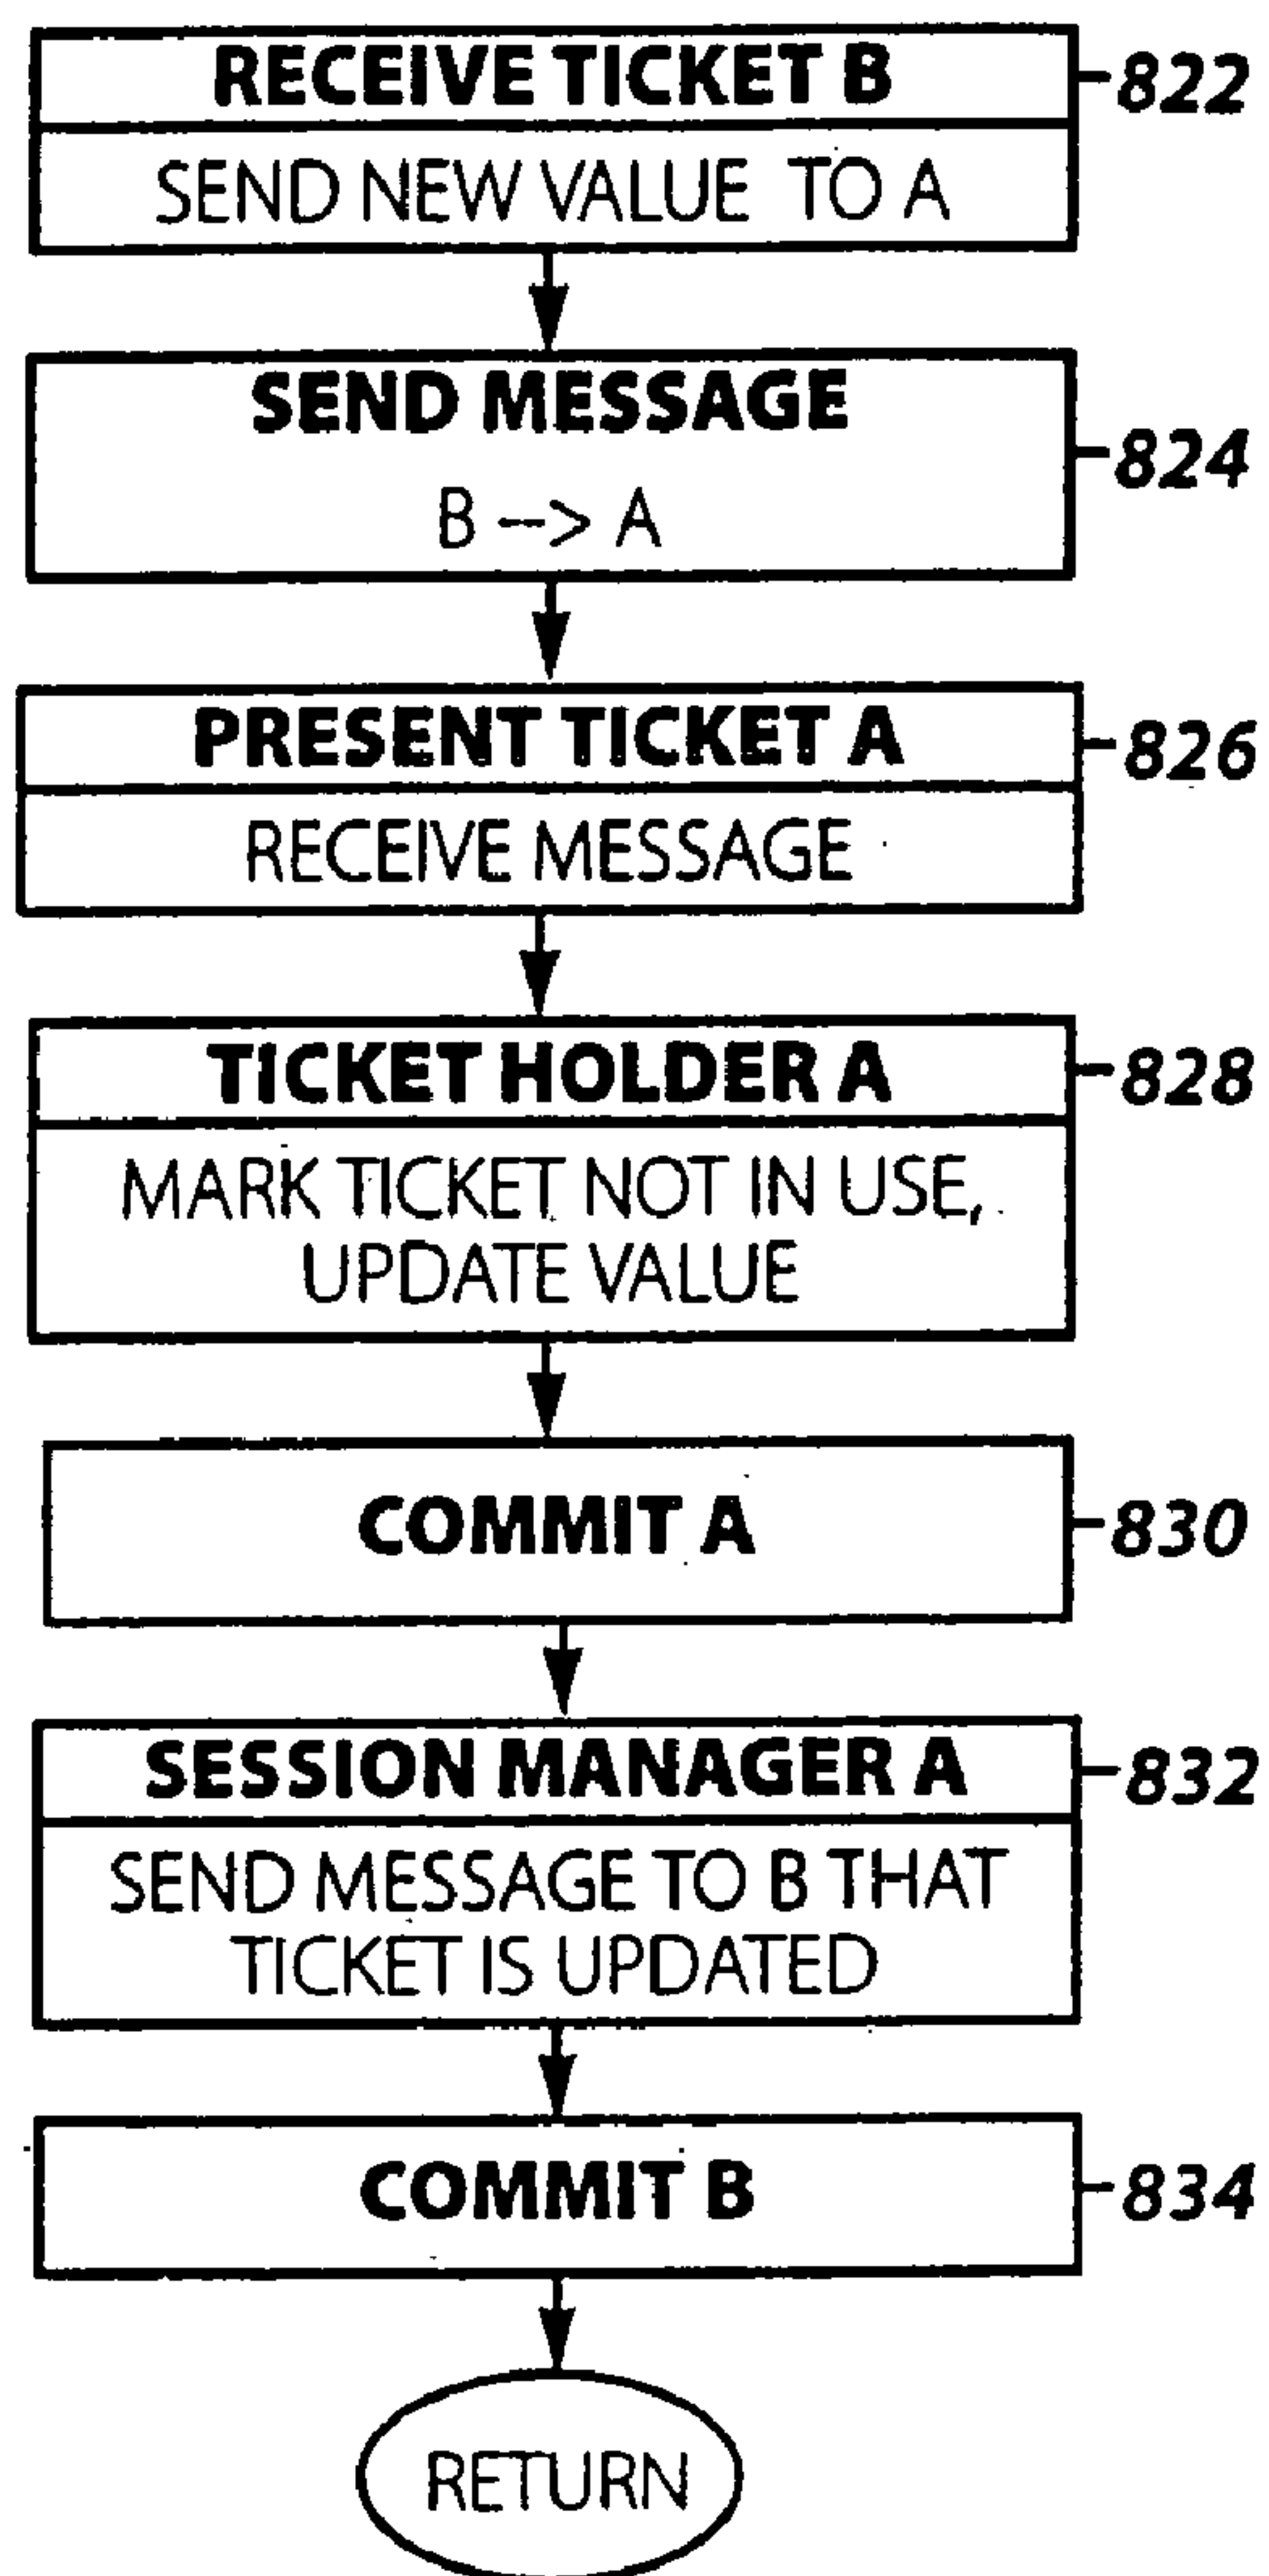 RECEIVE TICKET B
822
SEND NEW VALUE TO A
SEND MESSAGE
824
B --> A
PRESENT TICKET A
826
RECEIVE MESSAGE
TICKET HOLDER A
828
MARK TICKET NOT IN USE,
UPDATE VALUE
COMMIT A
830
SESSION MANAGER A
832
SEND MESSAGE TO B THAT
TICKET IS UPDATED
COMMIT B
834
RETURN